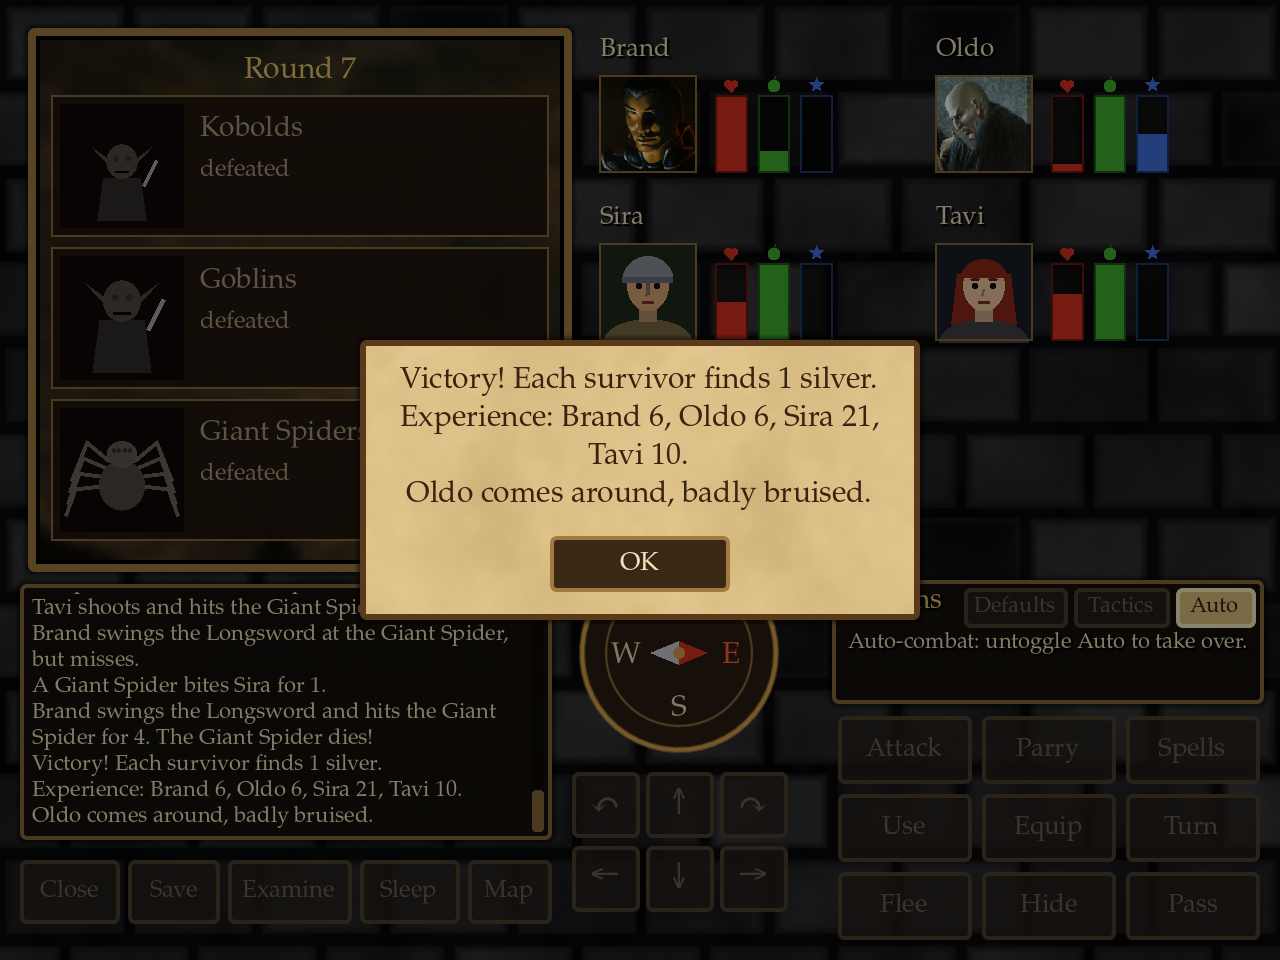 Round 7
Kobolds
defeated
Goblins
defeated
Giant Spiders
defeated
Brand
Oldo
Sira
Tavi
Victory! Each survivor finds 1 silver.
Experience: Brand 6, Oldo 6, Sira 21,
Tavi 10.
Oldo comes around, badly bruised.
OK
Tavi shoots and hits the Giant
Brand swings the Longsword at the Giant Spider,
but misses.
A Giant Spider bites Sira for 1.
Brand swings the Longsword and hits the Giant
Spider for 4. The Giant Spider dies!
Victory! Each survivor finds 1 silver.
Experience: Brand 6, Oldo 6, Sira 21, Tavi 10.
Oldo comes around, badly bruised.
W E
S
Defaults Tactics Auto
Auto-combat: untoggle Auto to take over.
Attack Parry Spells
Use Equip Turn
Flee Hide Pass
Close Save Examine Sleep Map